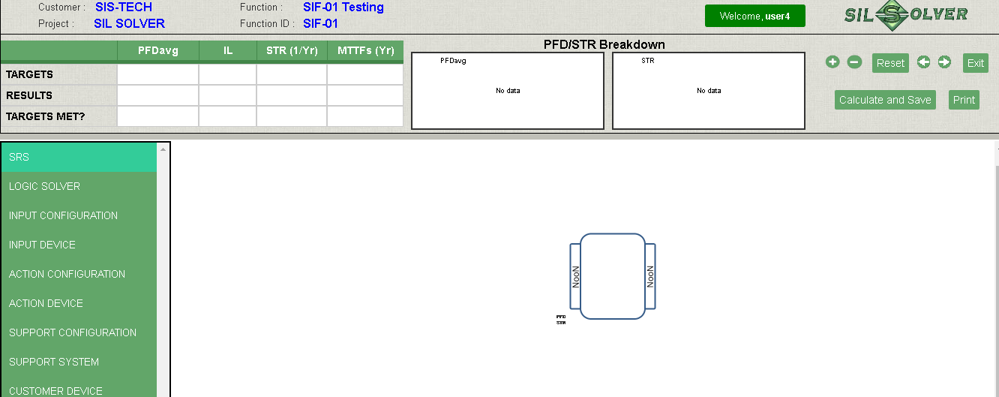 Customer : SIS-TECH Function : SIF-01 Testing
Project : SIL SOLVER Function ID : SIF-01
Welcome, user4
SIL SOLVER
PFDavg IL STR (1/Yr) MTTFs (Yr)
TARGETS
RESULTS
TARGETS MET?
PFD/STR Breakdown
PFDavg
No data
STR
No data
Reset
Exit
Calculate and Save
Print
SRS
LOGIC SOLVER
INPUT CONFIGURATION
INPUT DEVICE
ACTION CONFIGURATION
ACTION DEVICE
SUPPORT CONFIGURATION
SUPPORT SYSTEM
CUSTOMER DEVICE
NooN
NooN
PFD
STR